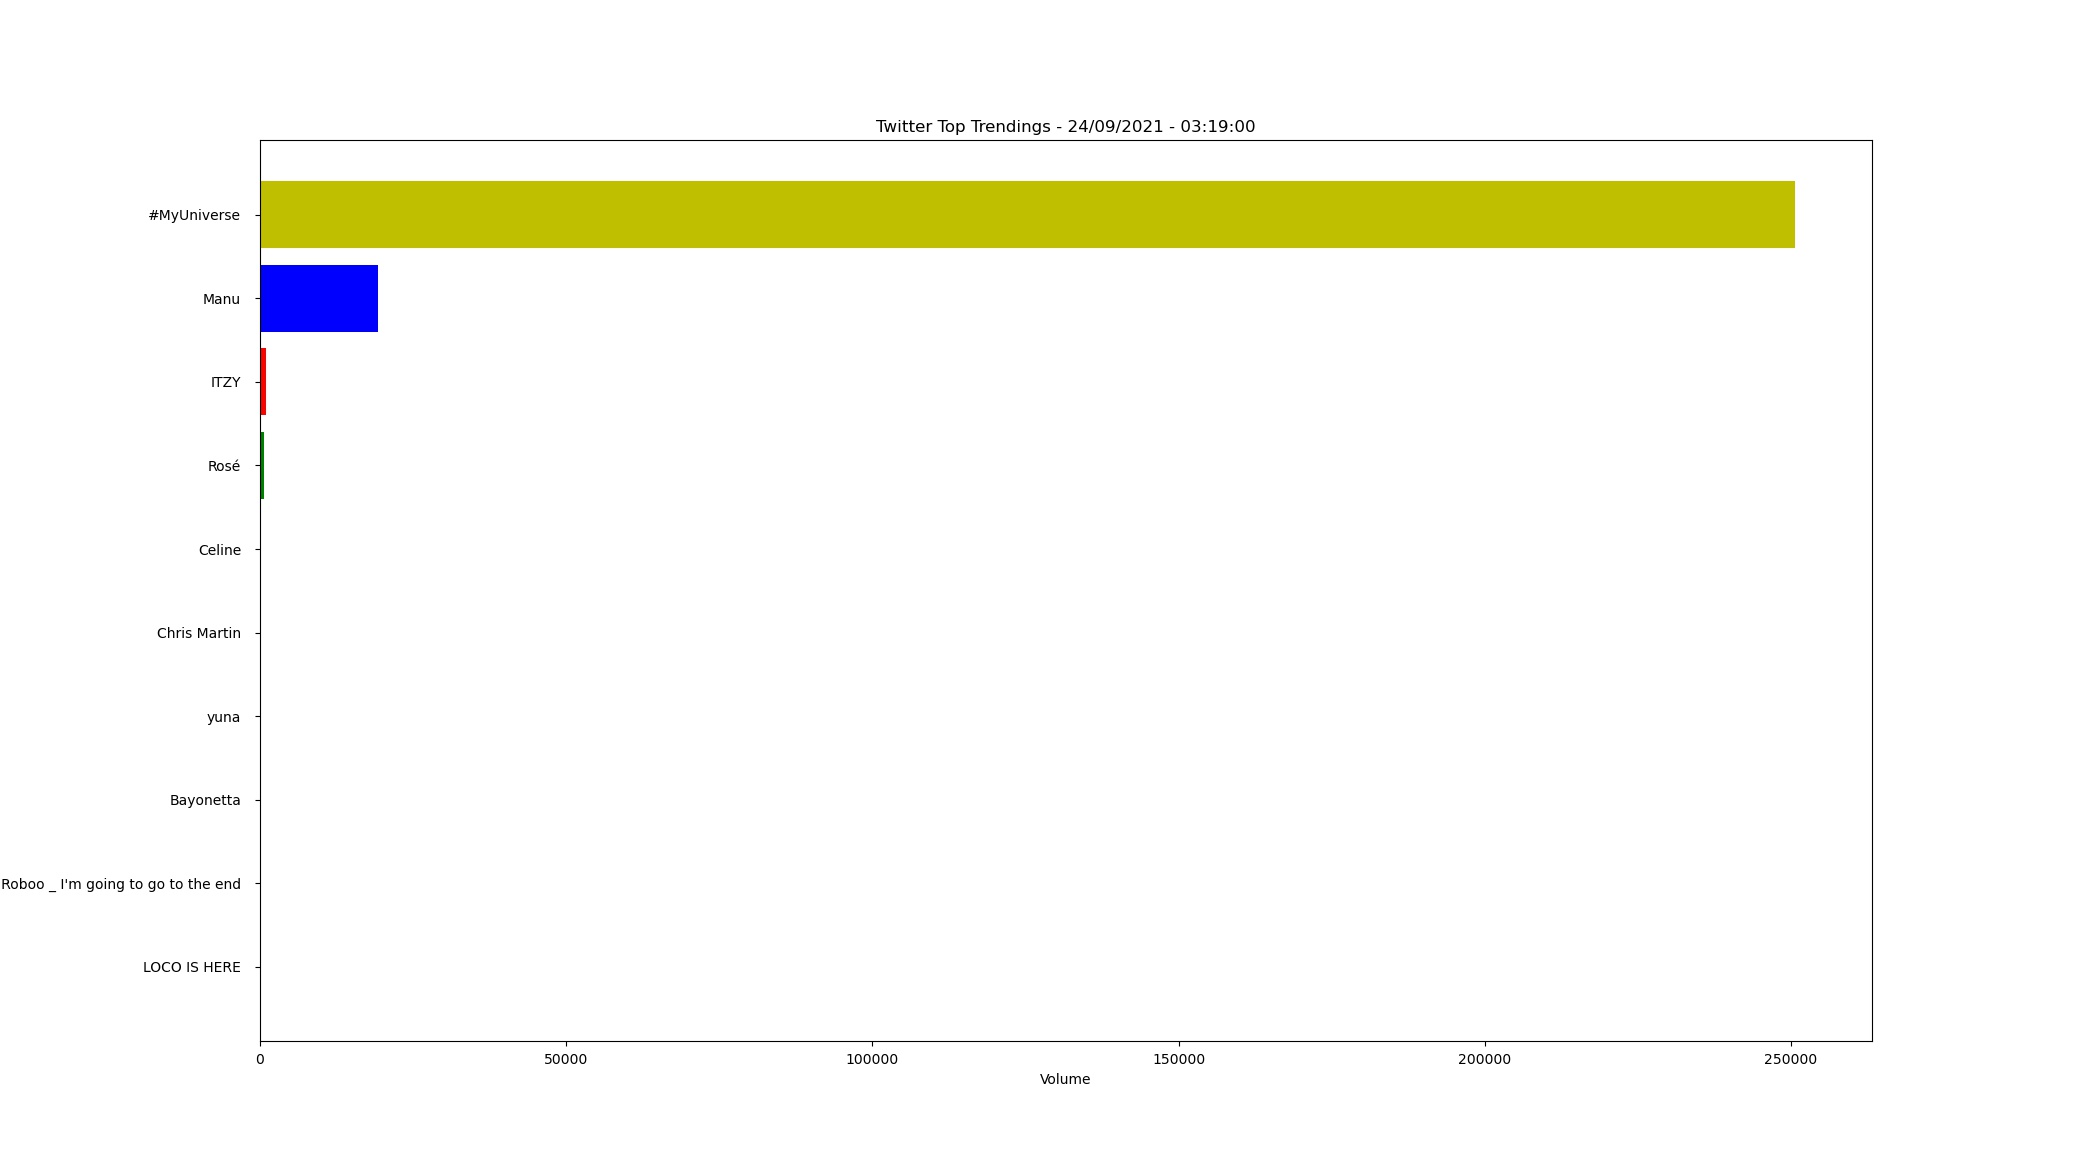 Twitter Top Trendings - 24/09/2021 - 03:19:00
#MyUniverse
Manu
ITZY
Rosé
Celine
Chris Martin
yuna
Bayonetta
Roboo _ I'm going to go to the end
LOCO IS HERE
0 50000 100000 150000 200000 250000
Volume